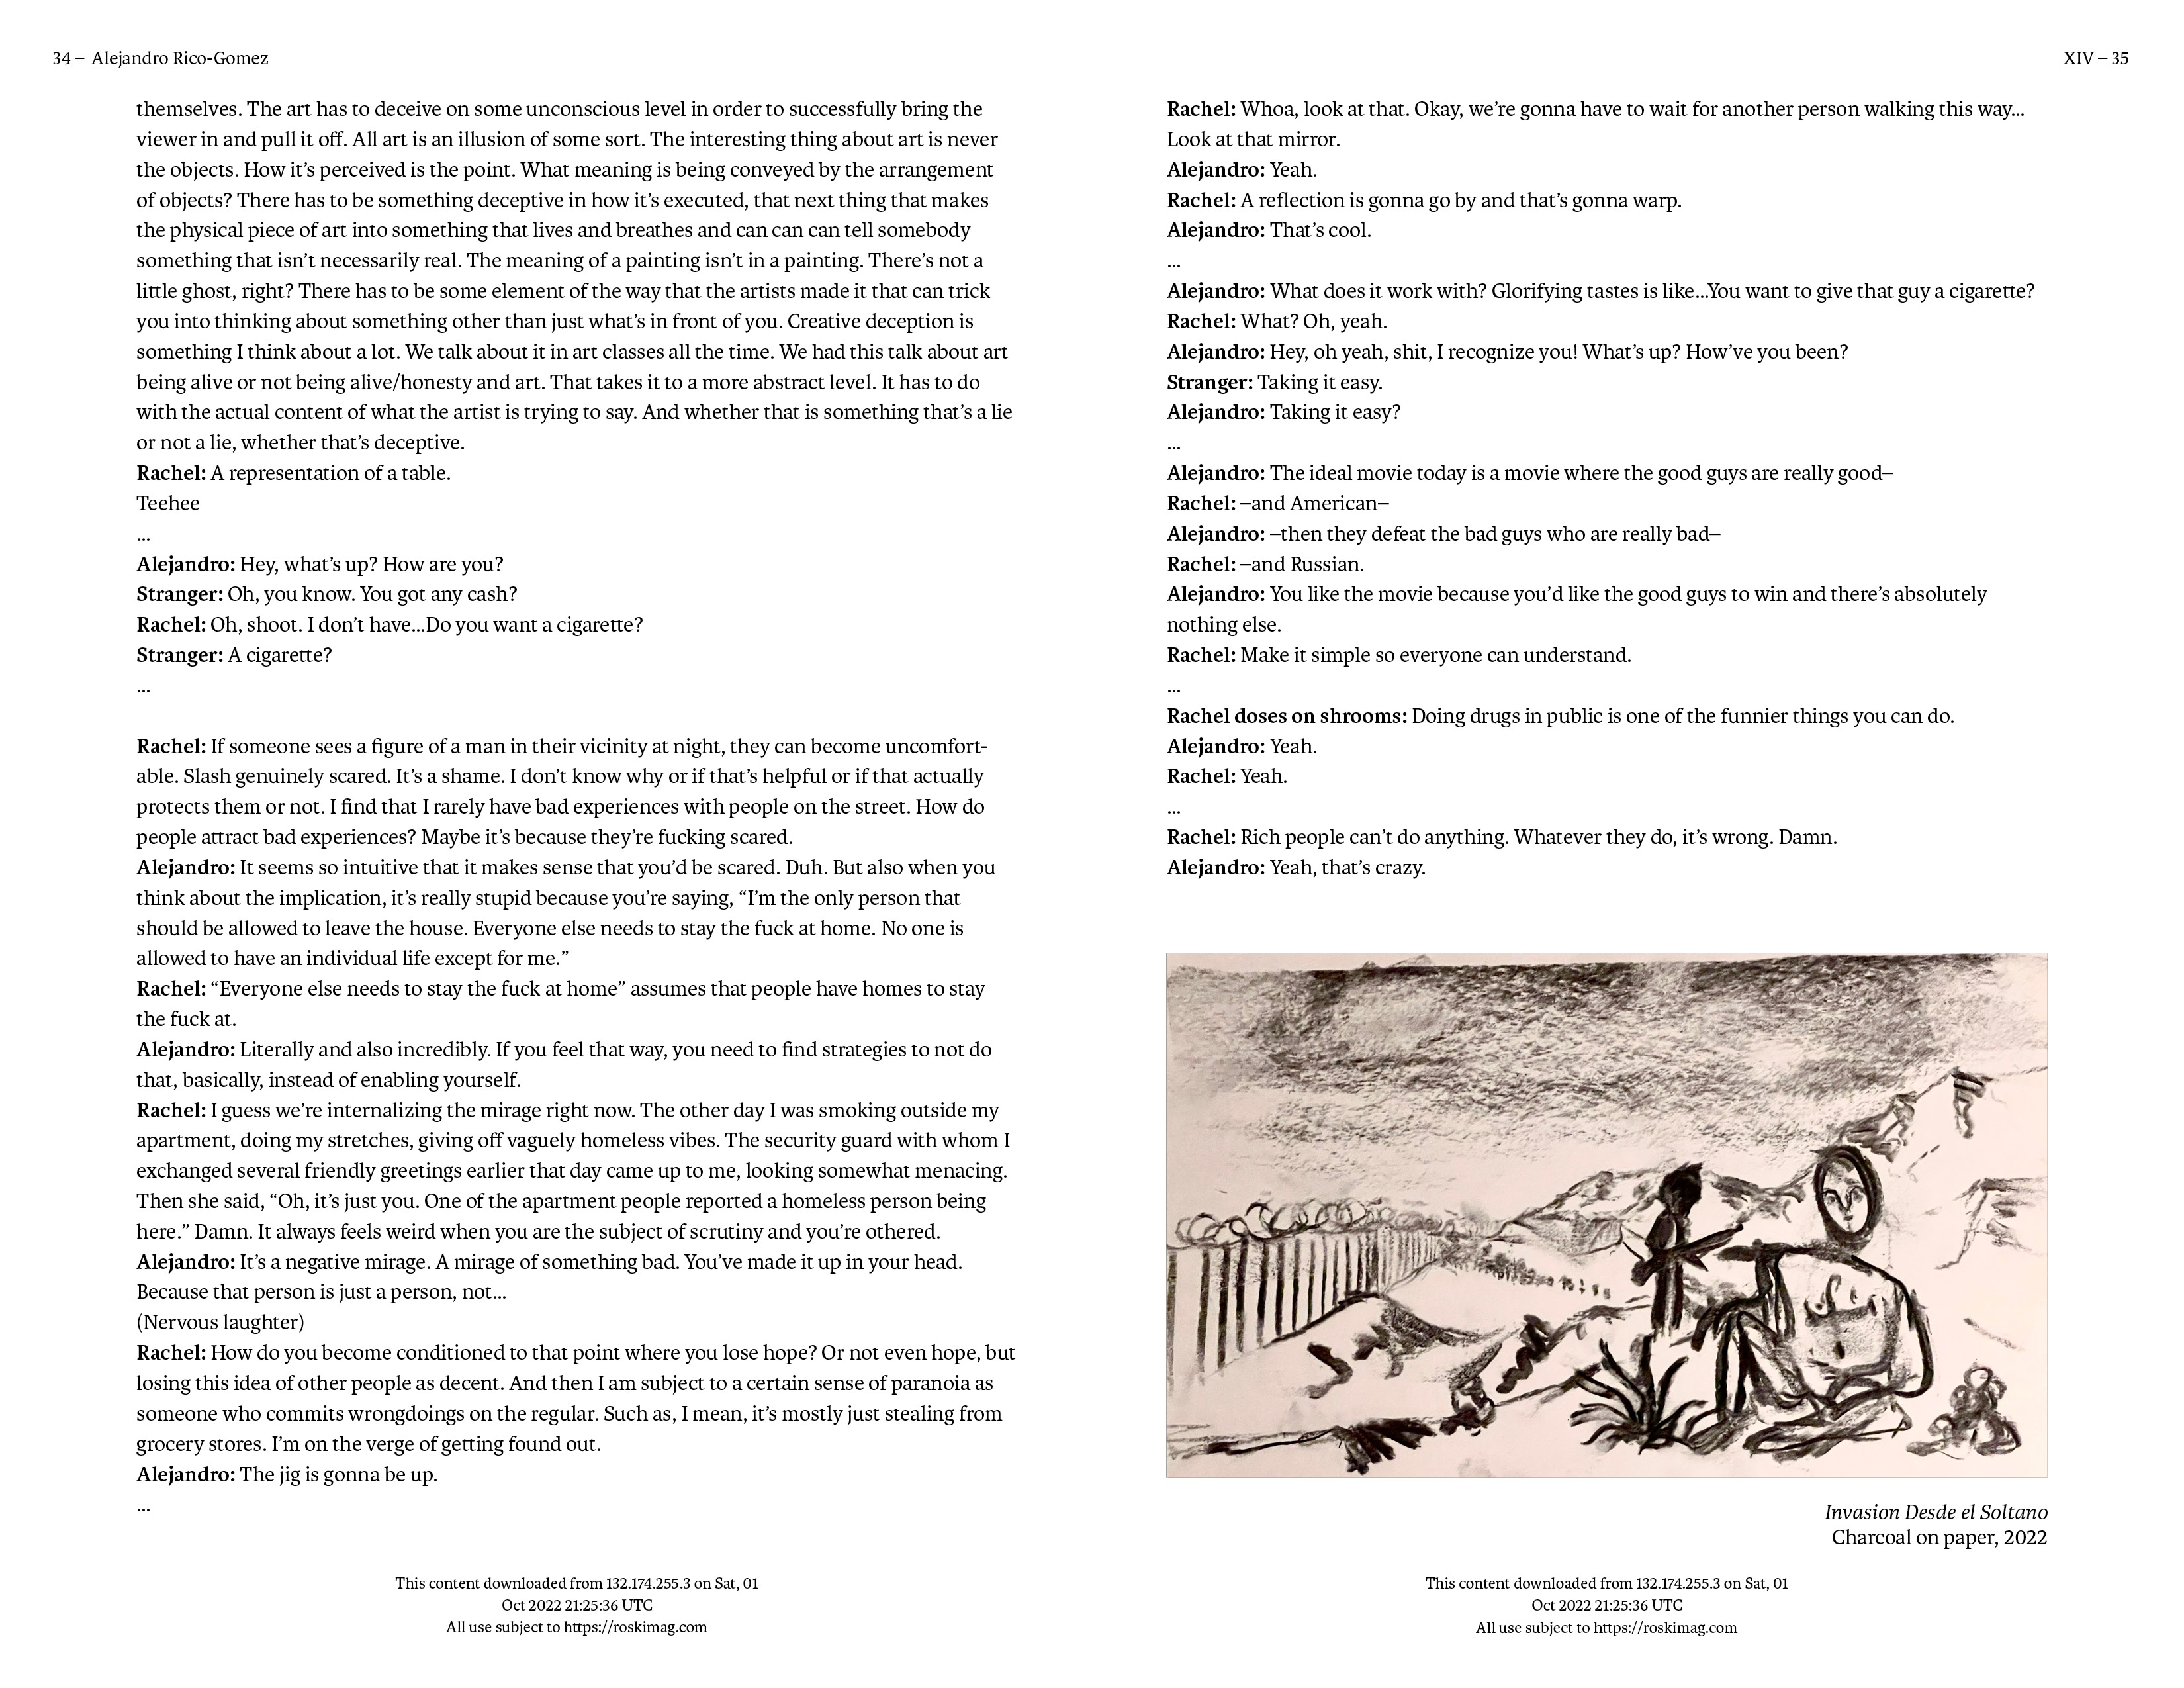 34 – Alejandro Rico-Gomez
themselves. The art has to deceive on some unconscious level in order to successfully bring the
viewer in and pull it off. All art is an illusion of some sort. The interesting thing about art is never
the objects. How it’s perceived is the point. What meaning is being conveyed by the arrangement
of objects? There has to be something deceptive in how it’s executed, that next thing that makes
the physical piece of art into something that lives and breathes and can can can tell somebody
something that isn’t necessarily real. The meaning of a painting isn’t in a painting. There’s not a
little ghost, right? There has to be some element of the way that the artists made it that can trick
you into thinking about something other than just what’s in front of you. Creative deception is
something I think about a lot. We talk about it in art classes all the time. We had this talk about art
being alive or not being alive/honesty and art. That takes it to a more abstract level. It has to do
with the actual content of what the artist is trying to say. And whether that is something that’s a lie
or not a lie, whether that’s deceptive.
Rachel: A representation of a table.
Teehee
...
Alejandro: Hey, what’s up? How are you?
Stranger: Oh, you know. You got any cash?
Rachel: Oh, shoot. I don’t have...Do you want a cigarette?
Stranger: A cigarette?
...
Rachel: If someone sees a figure of a man in their vicinity at night, they can become uncomfort-
able. Slash genuinely scared. It’s a shame. I don’t know why or if that’s helpful or if that actually
protects them or not. I find that I rarely have bad experiences with people on the street. How do
people attract bad experiences? Maybe it’s because they’re fucking scared.
Alejandro: It seems so intuitive that it makes sense that you’d be scared. Duh. But also when you
think about the implication, it’s really stupid because you’re saying, “I’m the only person that
should be allowed to leave the house. Everyone else needs to stay the fuck at home. No one is
allowed to have an individual life except for me.”
Rachel: “Everyone else needs to stay the fuck at home” assumes that people have homes to stay
the fuck at.
Alejandro: Literally and also incredibly. If you feel that way, you need to find strategies to not do
that, basically, instead of enabling yourself.
Rachel: I guess we’re internalizing the mirage right now. The other day I was smoking outside my
apartment, doing my stretches, giving off vaguely homeless vibes. The security guard with whom I
exchanged several friendly greetings earlier that day came up to me, looking somewhat menacing.
Then she said, “Oh, it’s just you. One of the apartment people reported a homeless person being
here.” Damn. It always feels weird when you are the subject of scrutiny and you’re othered.
Alejandro: It’s a negative mirage. A mirage of something bad. You’ve made it up in your head.
Because that person is just a person, not...
(Nervous laughter)
Rachel: How do you become conditioned to that point where you lose hope? Or not even hope, but
losing this idea of other people as decent. And then I am subject to a certain sense of paranoia as
someone who commits wrongdoings on the regular. Such as, I mean, it’s mostly just stealing from
grocery stores. I’m on the verge of getting found out.
Alejandro: The jig is gonna be up.
...
This content downloaded from 132.174.255.3 on Sat, 01
Oct 2022 21:25:36 UTC
All use subject to https://roskimag.com
XIV – 35
Rachel: Whoa, look at that. Okay, we’re gonna have to wait for another person walking this way...
Look at that mirror.
Alejandro: Yeah.
Rachel: A reflection is gonna go by and that’s gonna warp.
Alejandro: That’s cool.
...
Alejandro: What does it work with? Glorifying tastes is like...You want to give that guy a cigarette?
Rachel: What? Oh, yeah.
Alejandro: Hey, oh yeah, shit, I recognize you! What’s up? How’ve you been?
Stranger: Taking it easy.
Alejandro: Taking it easy?
...
Alejandro: The ideal movie today is a movie where the good guys are really good–
Rachel: –and American–
Alejandro: –then they defeat the bad guys who are really bad–
Rachel: –and Russian.
Alejandro: You like the movie because you’d like the good guys to win and there’s absolutely
nothing else.
Rachel: Make it simple so everyone can understand.
...
Rachel doses on shrooms: Doing drugs in public is one of the funnier things you can do.
Alejandro: Yeah.
Rachel: Yeah.
...
Rachel: Rich people can’t do anything. Whatever they do, it’s wrong. Damn.
Alejandro: Yeah, that’s crazy.
Invasion Desde el Soltano
Charcoal on paper, 2022
This content downloaded from 132.174.255.3 on Sat, 01
Oct 2022 21:25:36 UTC
All use subject to https://roskimag.com